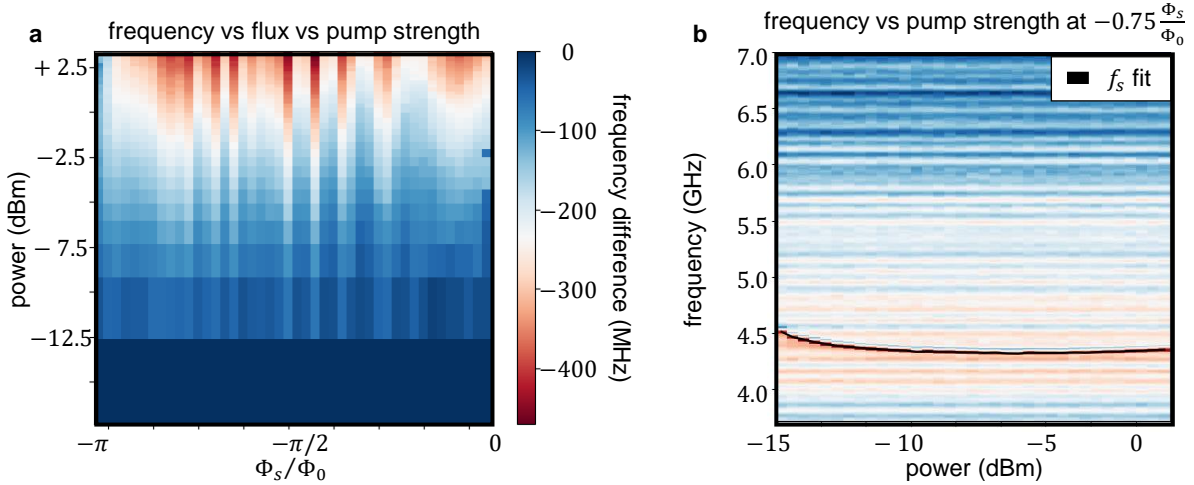 a
frequency vs flux vs pump strength
+ 2.5
−2.5
− 7.5
−12.5
power (dBm)
−π
−π/2
0
Φs/Φ0
0
−100
−200
−300
−400
frequency difference (MHz)
b
frequency vs pump strength at −0.75 Φs/Φ0
fs fit
7.0
6.5
6.0
5.5
5.0
4.5
4.0
frequency (GHz)
−15
− 10
−5
0
power (dBm)